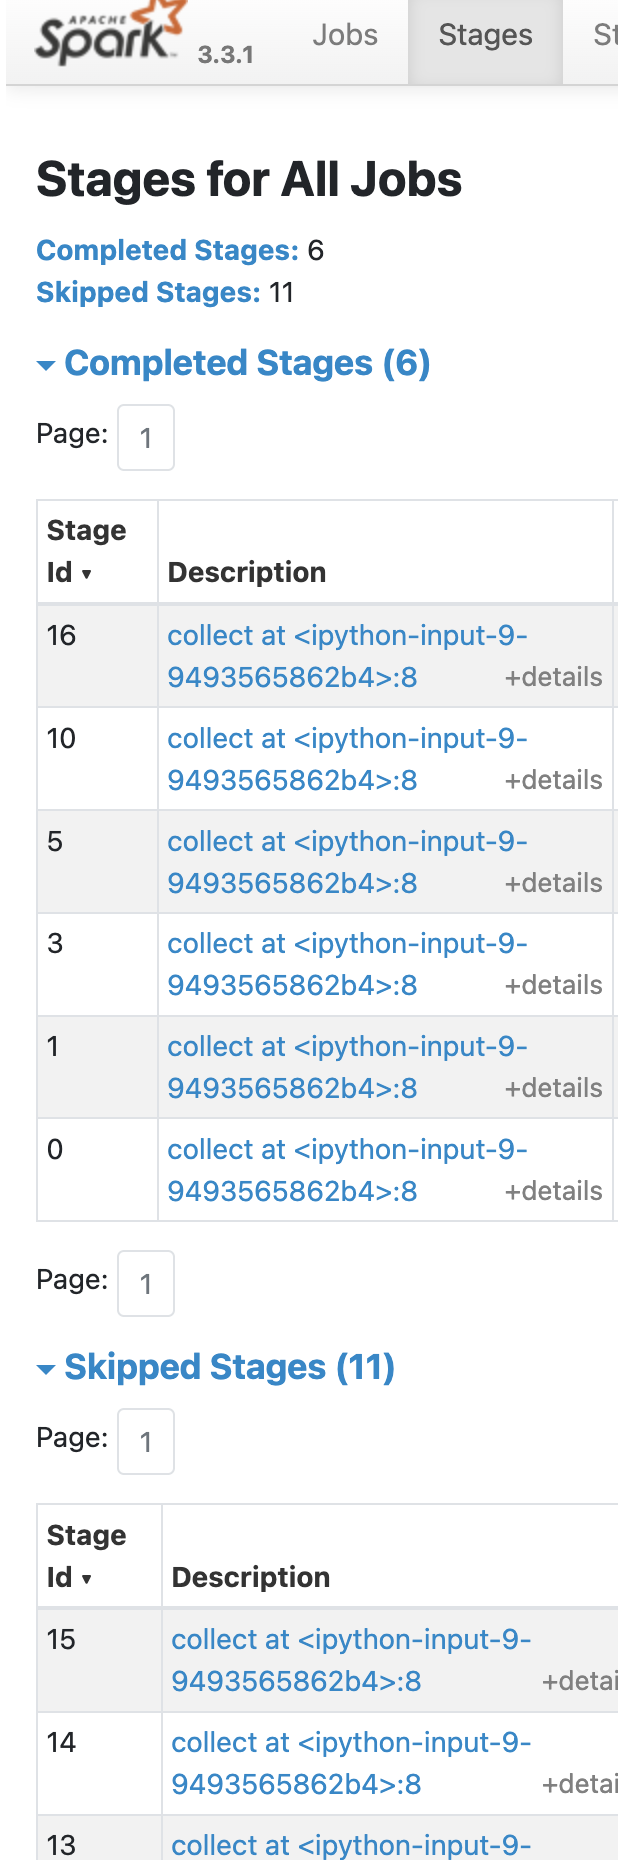 APACHE
Spark 3.3.1 Jobs Stages St
Stages for All Jobs
Completed Stages: 6
Skipped Stages: 11
Completed Stages (6)
Page: 1
Stage
Id ▾ Description
16 collect at <ipython-input-9-
9493565862b4>:8 +details
10 collect at <ipython-input-9-
9493565862b4>:8 +details
5 collect at <ipython-input-9-
9493565862b4>:8 +details
3 collect at <ipython-input-9-
9493565862b4>:8 +details
1 collect at <ipython-input-9-
9493565862b4>:8 +details
0 collect at <ipython-input-9-
9493565862b4>:8 +details
Page: 1
Skipped Stages (11)
Page: 1
Stage
Id ▾ Description
15 collect at <ipython-input-9-
9493565862b4>:8 +detai
14 collect at <ipython-input-9-
9493565862b4>:8 +detai
13 collect at <ipython-input-9-